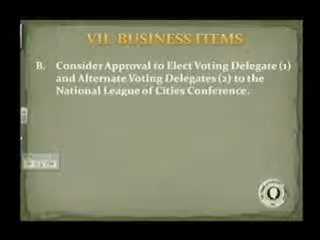 VII. BUSINESS ITEMS
B. Consider Approval to Elect Voting Delegate (1)
and Alternate Voting Delegates (2) to the
National League of Cities Conference.